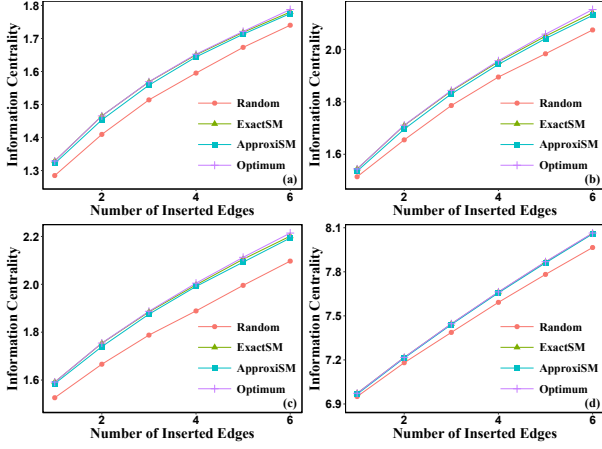 1.8
1.7
1.6
1.5
1.4
1.3
Information Centrality
Random
ExactSM
ApproxiSM
Optimum
(a)
2
4
6
Number of Inserted Edges
2.0
1.8
1.6
Information Centrality
Random
ExactSM
ApproxiSM
Optimum
(b)
2
4
6
Number of Inserted Edges
2.2
2.0
1.8
1.6
Information Centrality
Random
ExactSM
ApproxiSM
Optimum
(c)
2
4
6
Number of Inserted Edges
8.1
7.8
7.5
7.2
6.9
Information Centrality
Random
ExactSM
ApproxiSM
Optimum
(d)
2
4
6
Number of Inserted Edges